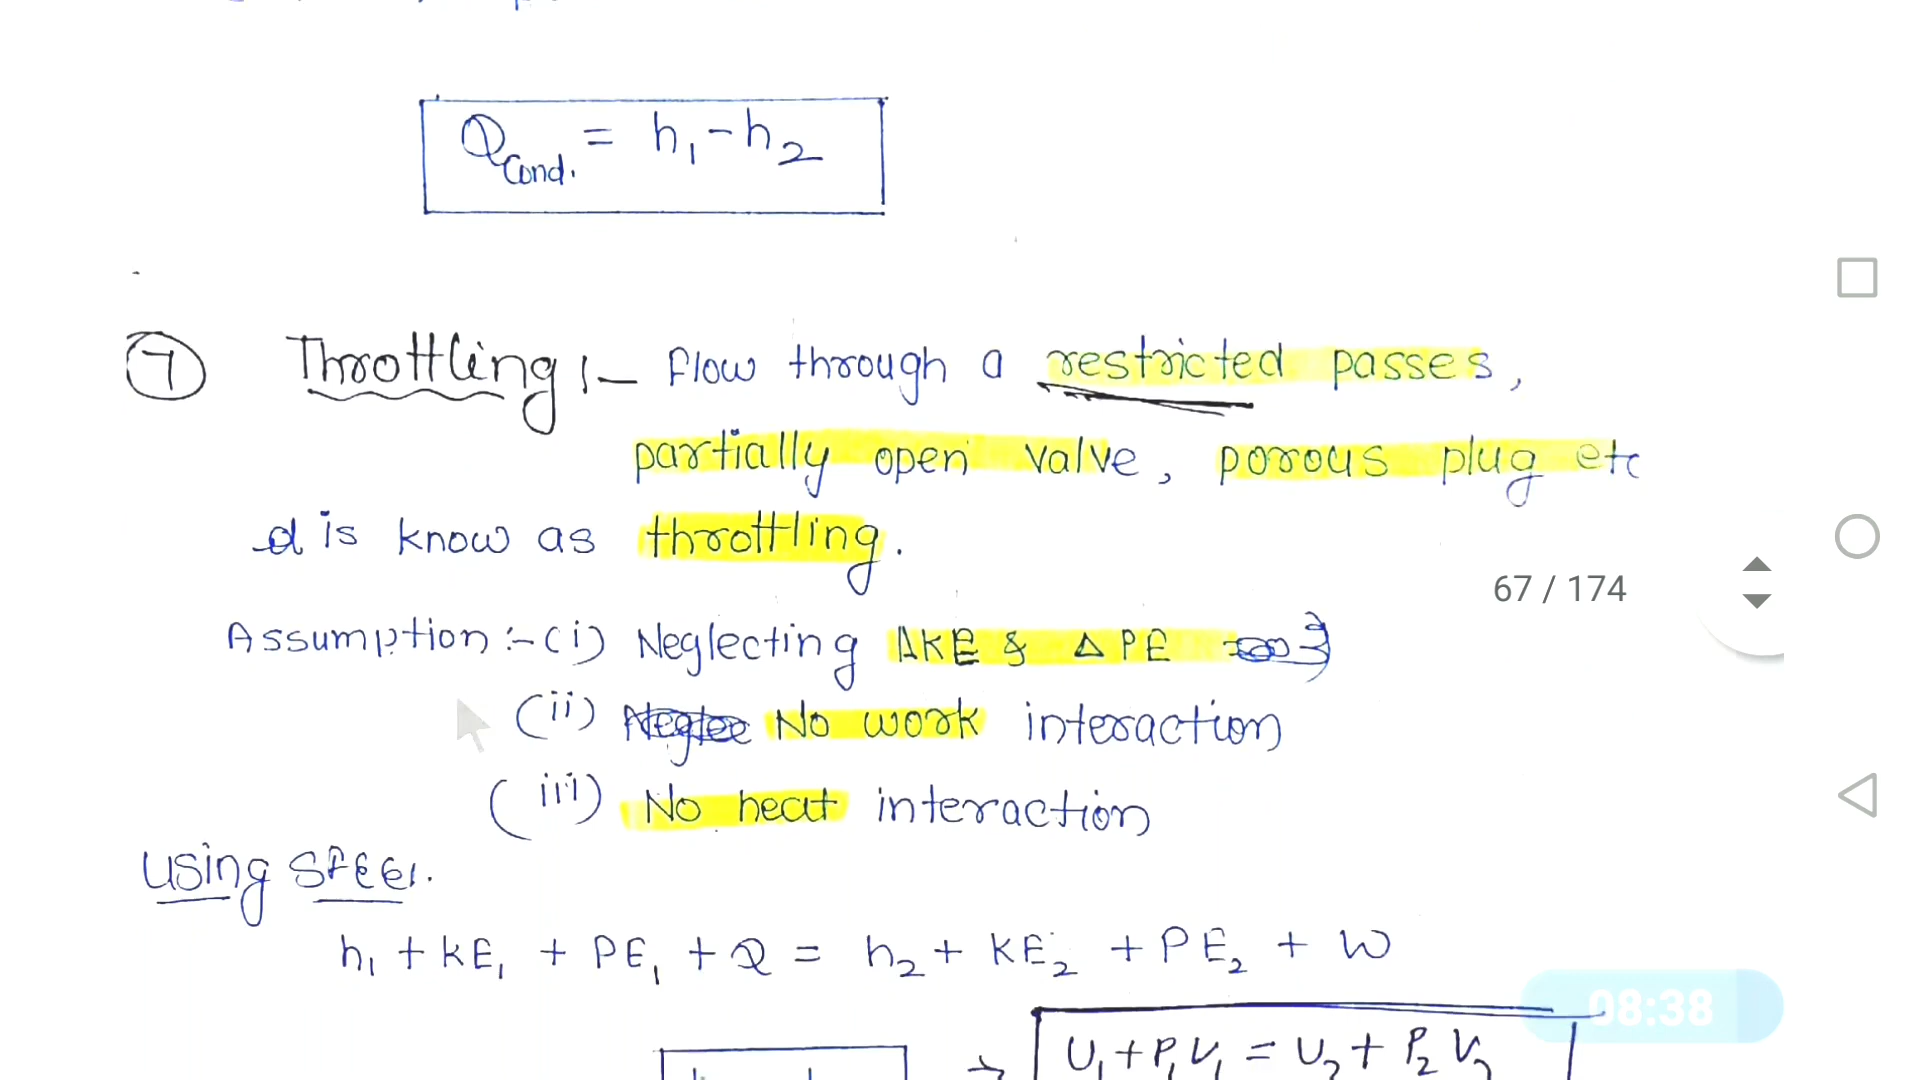 Qcond. = h₁-h₂
7 Throttling :- flow through a restricted passes,
partially open valve, porous plug etc
is know as throttling.
67 / 174
Assumption :- (i) Neglecting ΔKE & ΔPE
(ii) No work interaction
(iii) No heat interaction
Using SFEE.
h₁ + KE₁ + PE₁ + Q = h₂ + KE₂ + PE₂ + W
08:38
U₁+P₁V₁ = U₂+ P₂V₂